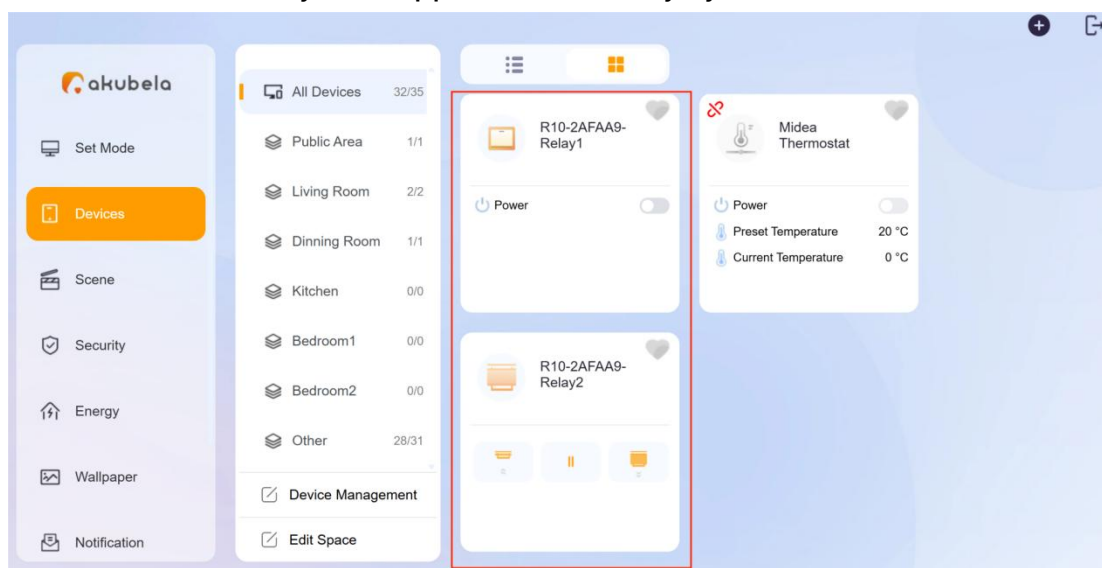 akubela
Set Mode
Devices
Scene
Security
Energy
Wallpaper
Notification
All Devices 32/35
Public Area 1/1
Living Room 2/2
Dinning Room 1/1
Kitchen 0/0
Bedroom1 0/0
Bedroom2 0/0
Other 28/31
Device Management
Edit Space
R10-2AFAA9-
Relay1
Power
Midea
Thermostat
Power
Preset Temperature 20 °C
Current Temperature 0 °C
R10-2AFAA9-
Relay2